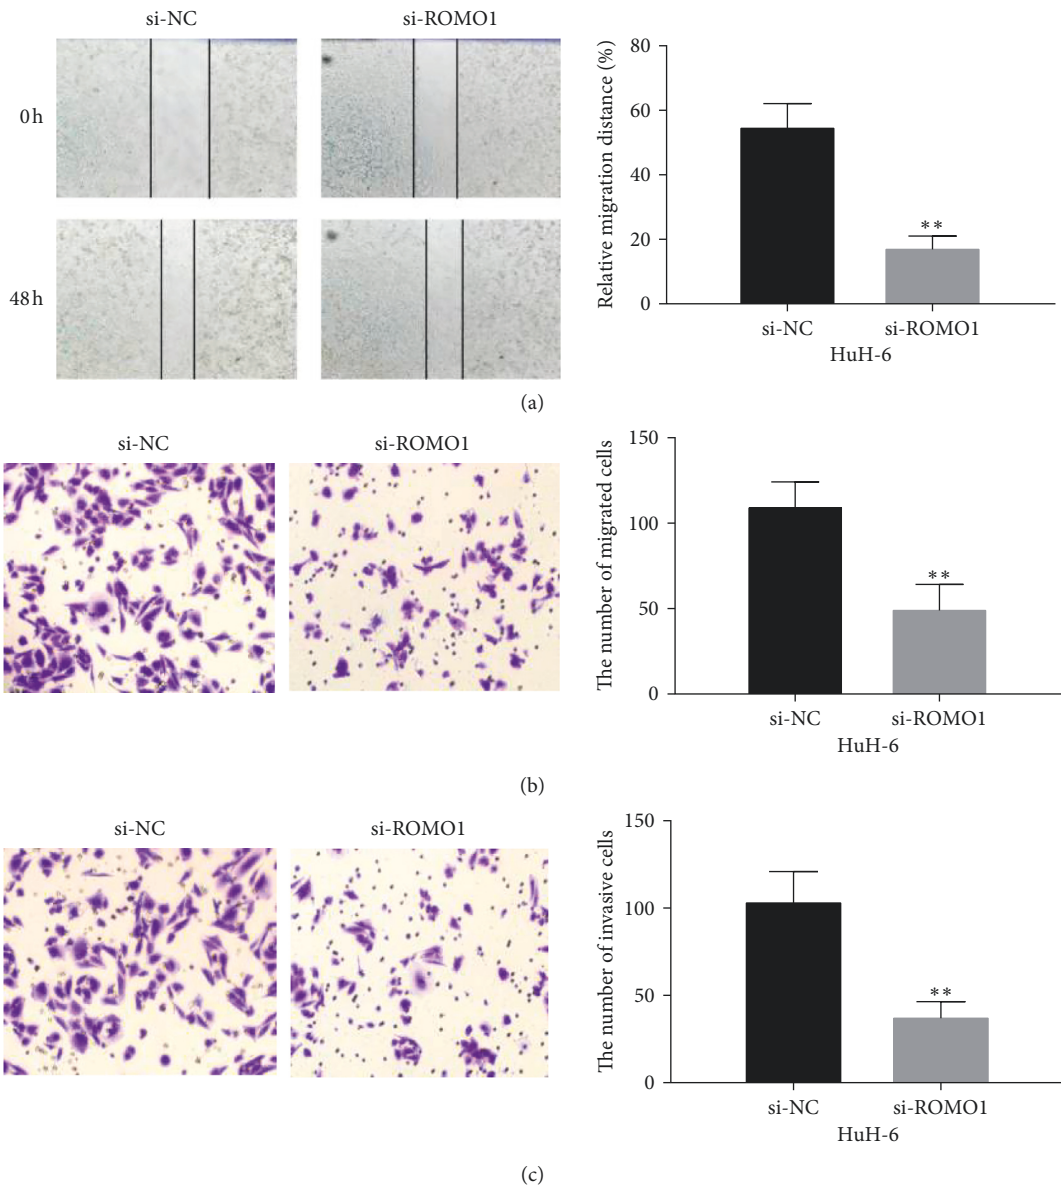 si-NC
si-ROMO1
0 h
48 h
Relative migration distance (%)
80
60
40
20
0
**
si-NC
si-ROMO1
HuH-6
(a)
si-NC
si-ROMO1
The number of migrated cells
150
100
50
0
**
si-NC
si-ROMO1
HuH-6
(b)
si-NC
si-ROMO1
The number of invasive cells
150
100
50
0
**
si-NC
si-ROMO1
HuH-6
(c)